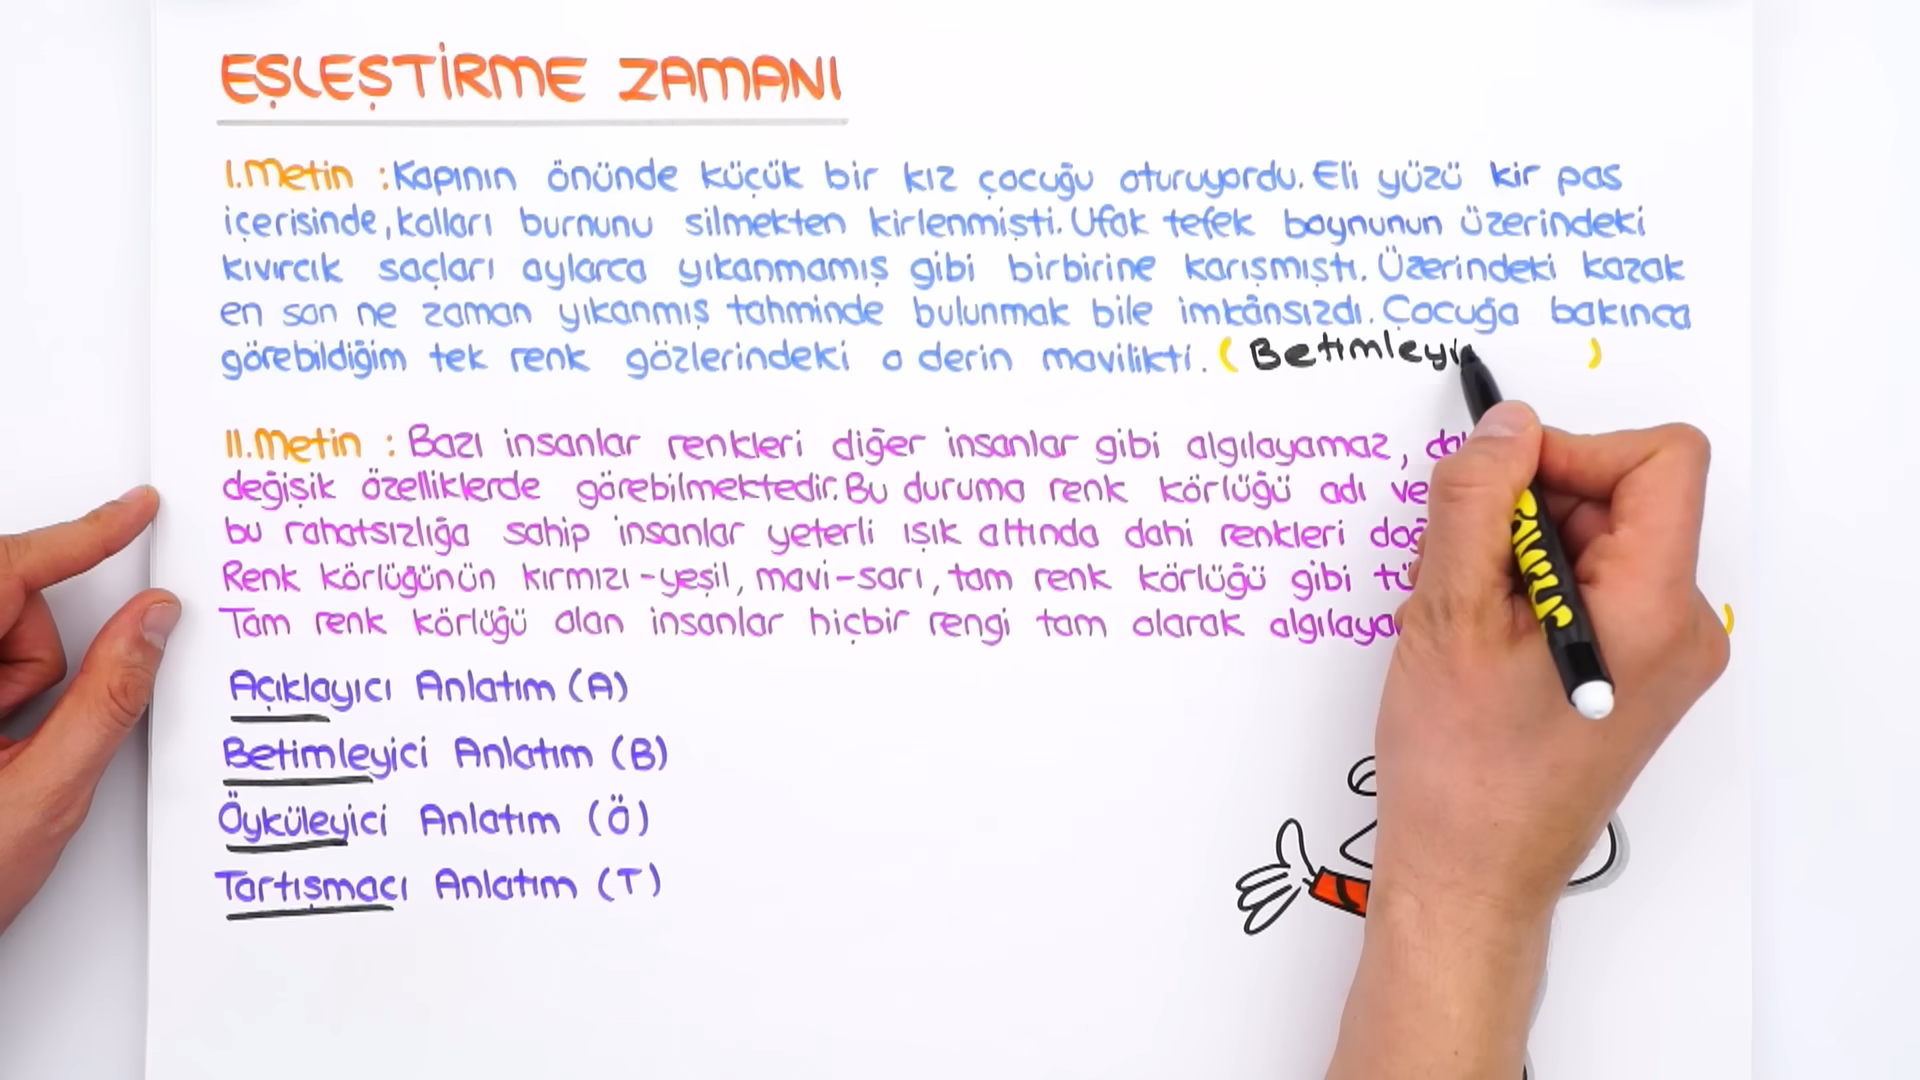 EŞLEŞTİRME ZAMANI
I.Metin : Kapının önünde küçük bir kız çocuğu oturuyordu. Eli yüzü kir pas
içerisinde, kolları burnunu silmekten kirlenmişti. Ufak tefek boynunun üzerindeki
kıvırcık saçları aylarca yıkanmamış gibi birbirine karışmıştı. Üzerindeki kazak
en son ne zaman yıkanmış tahminde bulunmak bile imkânsızdı. Çocuğa bakınca
görebildiğim tek renk gözlerindeki o derin mavilikti. ( Betimleyi )
II.Metin : Bazı insanlar renkleri diğer insanlar gibi algılayamaz,
değişik özelliklerde görebilmektedir. Bu duruma renk körlüğü adı
bu rahatsızlığa sahip insanlar yeterli ışık altında dahi renkleri
Renk körlüğünün kırmızı-yeşil, mavi-sarı, tam renk körlüğü gibi
Tam renk körlüğü olan insanlar hiçbir rengi tam olarak )
Açıklayıcı Anlatım (A)
Betimleyici Anlatım (B)
Öyküleyici Anlatım (Ö)
Tartışmacı Anlatım (T)